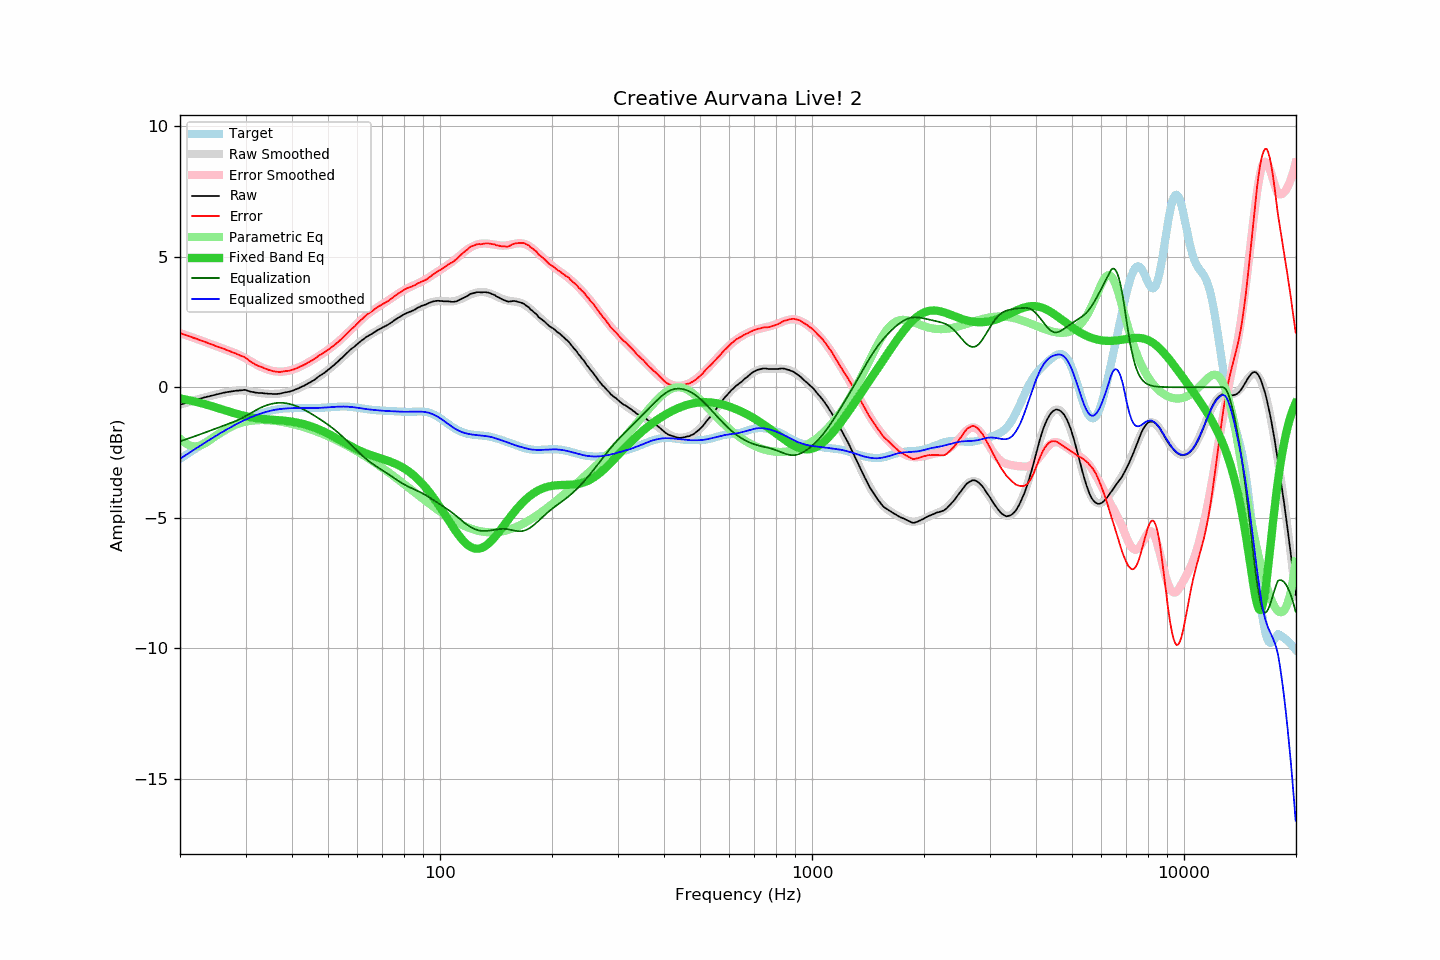 Creative Aurvana Live! 2
Target
Raw Smoothed
Error Smoothed
Raw
Error
Parametric Eq
Fixed Band Eq
Equalization
Equalized smoothed
10
5
0
−5
−10
−15
Amplitude (dBr)
100
1000
10000
Frequency (Hz)